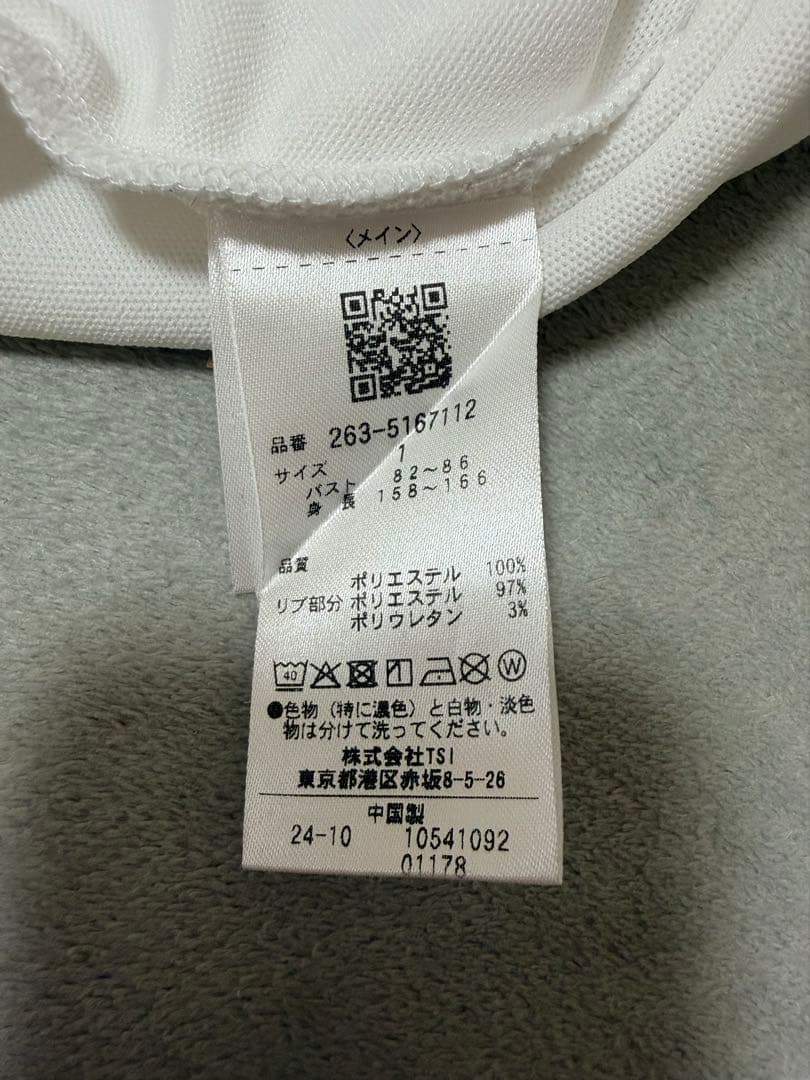 〈メイン〉
品番 263-5167112
サイズ 1
バスト 82～86
身長 158～166
品質
ポリエステル 100%
リブ部分 ポリエステル 97%
ポリウレタン 3%
40
W
●色物（特に濃色）と白物・淡色
物は分けて洗ってください。
株式会社TSI
東京都港区赤坂8-5-26
中国製
24-10 10541092
01178